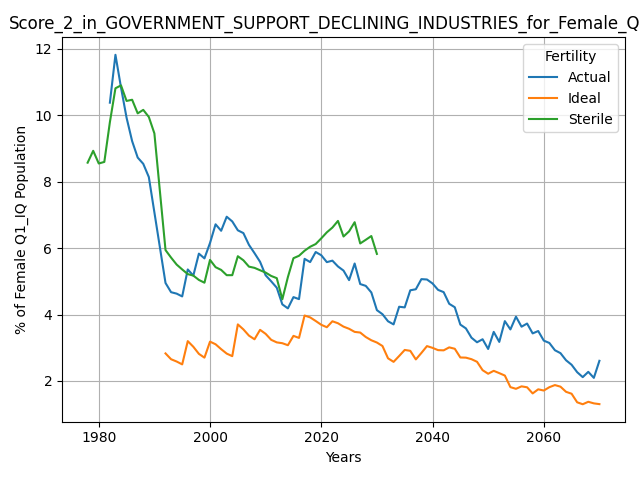 Score_2_in_GOVERNMENT_SUPPORT_DECLINING_INDUSTRIES_for_Female_Q
12
10
8
6
4
2
% of Female Q1_IQ Population
Fertility
Actual
Ideal
Sterile
1980 2000 2020 2040 2060
Years